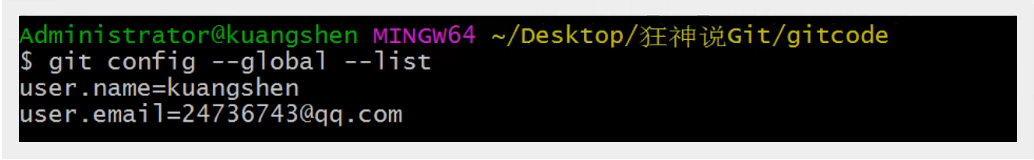 Administrator@kuangshen MINGW64 ~/Desktop/狂神说Git/gitcode
$ git config --global --list
user.name=kuangshen
user.email=24736743@qq.com